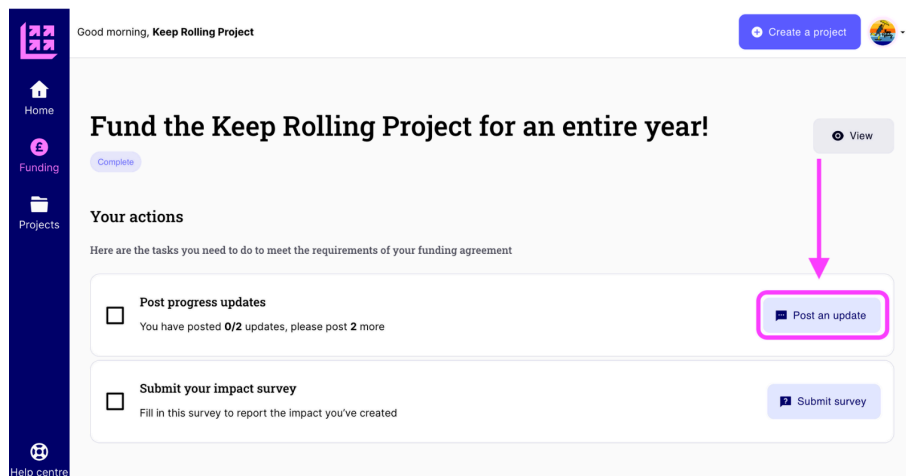 Good morning, Keep Rolling Project
Create a project
Home
Funding
Projects
Help centre
Fund the Keep Rolling Project for an entire year!
View
Complete
Your actions
Here are the tasks you need to do to meet the requirements of your funding agreement
Post progress updates
You have posted 0/2 updates, please post 2 more
Post an update
Submit your impact survey
Fill in this survey to report the impact you’ve created
Submit survey